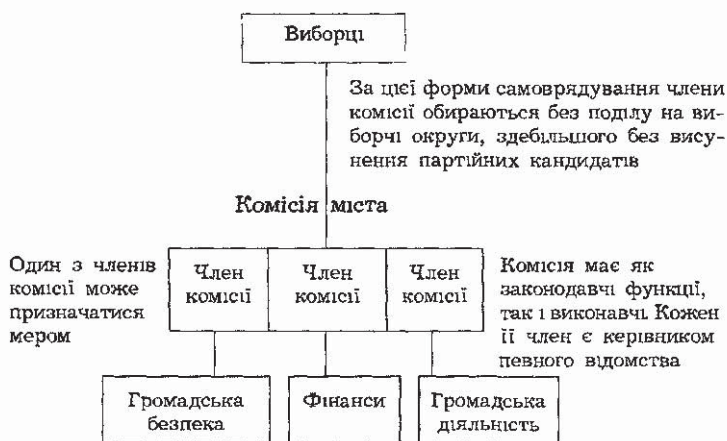 Виборці
За цієї форми самоврядування члени
комісії обираються без поділу на ви-
борчі округи, здебільшого без вису-
нення партійних кандидатів
Комісія міста
Один з членів
комісії може
призначатися
мером
Член
комісії
Член
комісії
Член
комісії
Комісія має як
законодавчі функції,
так і виконавчі Кожен
її член є керівником
певного відомства
Громадська
безпека
Фінанси
Громадська
діяльність